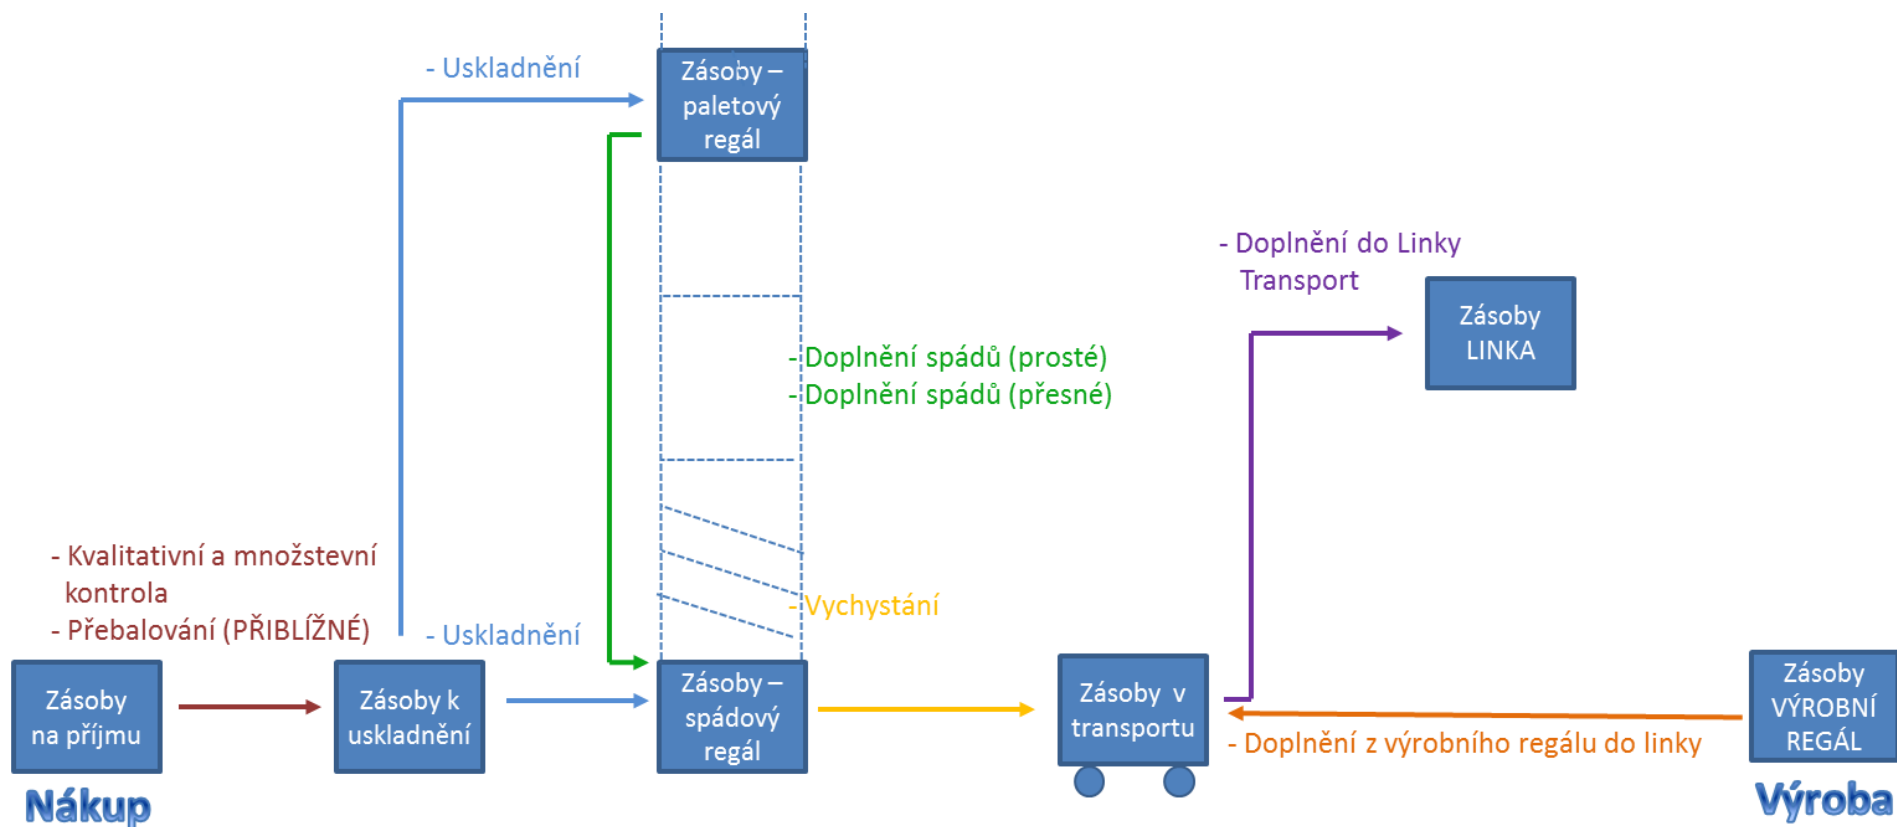 - Uskladnění
Zásoby –
paletový
regál
- Doplnění do Linky
Transport
Zásoby
LINKA
- Doplnění spádů (prosté)
- Doplnění spádů (přesné)
- Kvalitativní a množstevní
kontrola
- Přebalování (PŘIBLÍŽNÉ)
- Uskladnění
- Vychystání
Zásoby
na příjmu
Zásoby k
uskladnění
Zásoby –
spádový
regál
Zásoby v
transportu
- Doplnění z výrobního regálu do linky
Zásoby
VÝROBNÍ
REGÁL
Nákup
Výroba